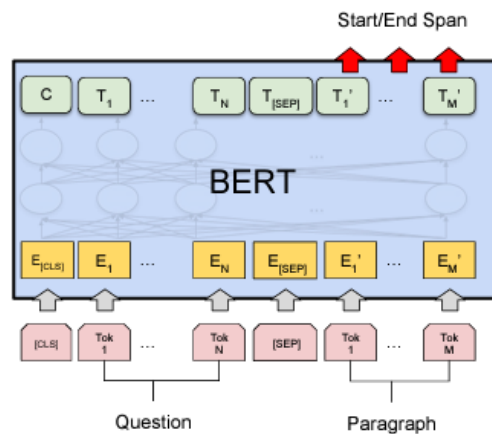 Start/End Span
C T1 ... TN T[SEP] T1' ... TM'
...
BERT
...
E[CLS] E1 ... EN E[SEP] E1' ... EM'
[CLS] Tok 1 ... Tok N [SEP] Tok 1 ... Tok M
Question Paragraph